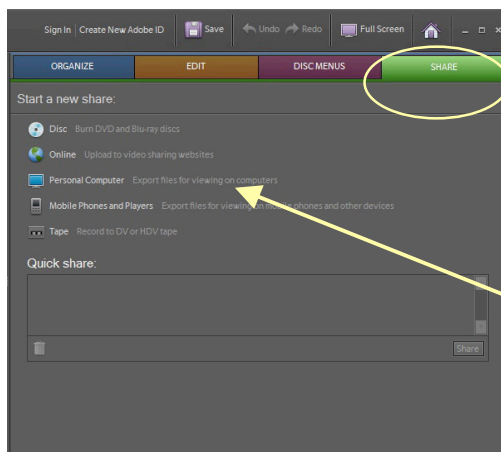 Sign In | Create New Adobe ID Save Undo Redo Full Screen
ORGANIZE EDIT DISC MENUS SHARE
Start a new share:
Disc Burn DVD and Blu-ray discs
Online Upload to video sharing websites
Personal Computer Export files for viewing on computers
Mobile Phones and Players Export files for viewing on mobile phones and other devices
Tape Record to DV or HDV tape
Quick share:
Share